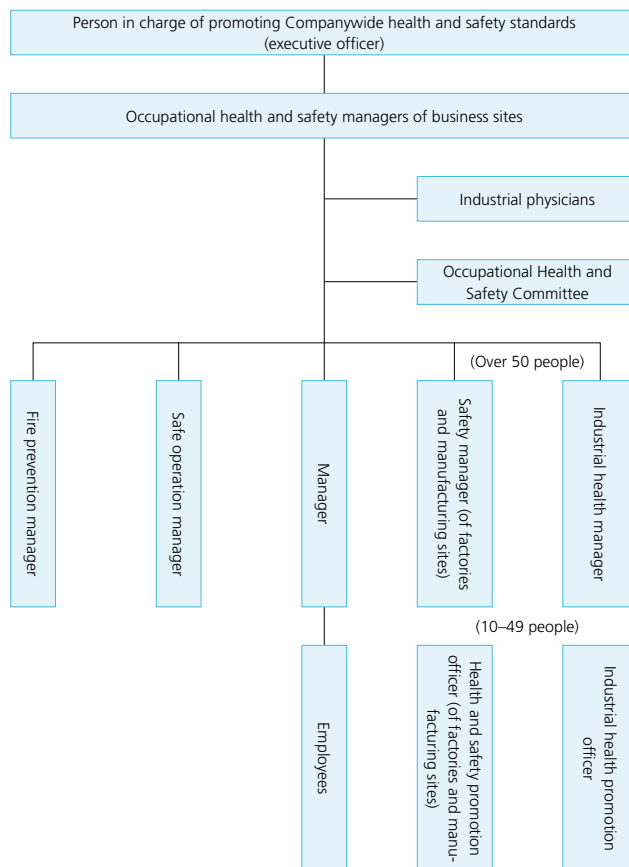 Person in charge of promoting Companywide health and safety standards
(executive officer)
Occupational health and safety managers of business sites
Industrial physicians
Occupational Health and
Safety Committee
(Over 50 people)
Fire prevention manager
Safe operation manager
Manager
Safety manager (of factories
and manufacturing sites)
Industrial health manager
(10–49 people)
Employees
Health and safety promotion
officer (of factories and manu-
facturing sites)
Industrial health promotion
officer